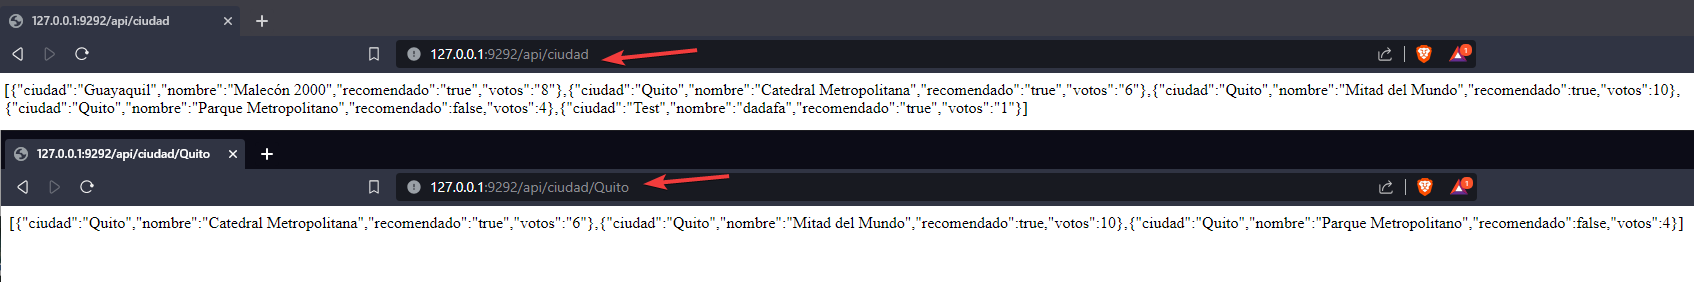 127.0.0.1:9292/api/ciudad
127.0.0.1:9292/api/ciudad
1
[{"ciudad":"Guayaquil","nombre":"Malecón 2000","recomendado":"true","votos":"8"},{"ciudad":"Quito","nombre":"Catedral Metropolitana","recomendado":"true","votos":"6"},{"ciudad":"Quito","nombre":"Mitad del Mundo","recomendado":true,"votos":10},
{"ciudad":"Quito","nombre":"Parque Metropolitano","recomendado":false,"votos":4},{"ciudad":"Test","nombre":"dadafa","recomendado":"true","votos":"1"}]
127.0.0.1:9292/api/ciudad/Quito
127.0.0.1:9292/api/ciudad/Quito
1
[{"ciudad":"Quito","nombre":"Catedral Metropolitana","recomendado":"true","votos":"6"},{"ciudad":"Quito","nombre":"Mitad del Mundo","recomendado":true,"votos":10},{"ciudad":"Quito","nombre":"Parque Metropolitano","recomendado":false,"votos":4}]